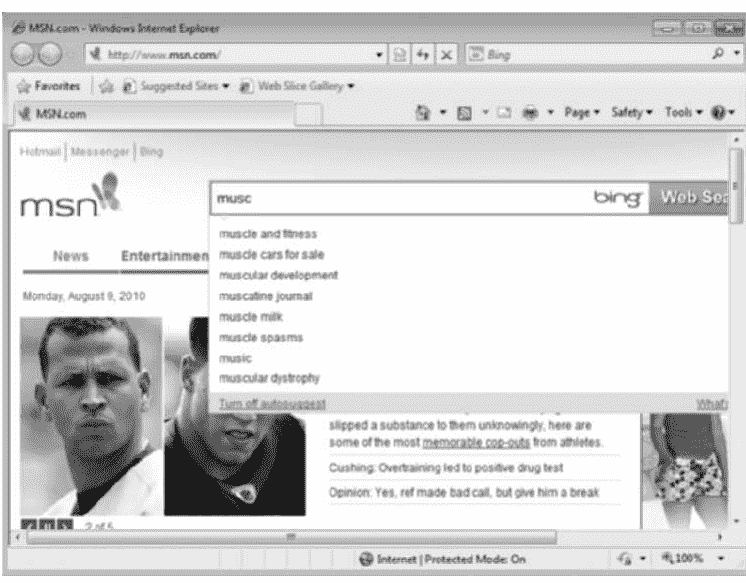 MSN.com - Windows Internet Explorer
http://www.msn.com/
Bing
Favorites Suggested Sites Web Slice Gallery
MSN.com Page Safety Tools
Hotmail Messenger Bing
msn
musc bing Web Sea
muscle and fitness
muscle cars for sale
muscular development
muscatine journal
muscle milk
muscle spasms
music
muscular dystrophy
Turn off autosuggest What
News Entertainmen
Monday, August 9, 2010
slipped a substance to them unknowingly, here are
some of the most memorable cop-outs from athletes.
Cushing: Overtraining led to positive drug test
Opinion: Yes, ref made bad call, but give him a break
2 of 5
Internet | Protected Mode: On 100%